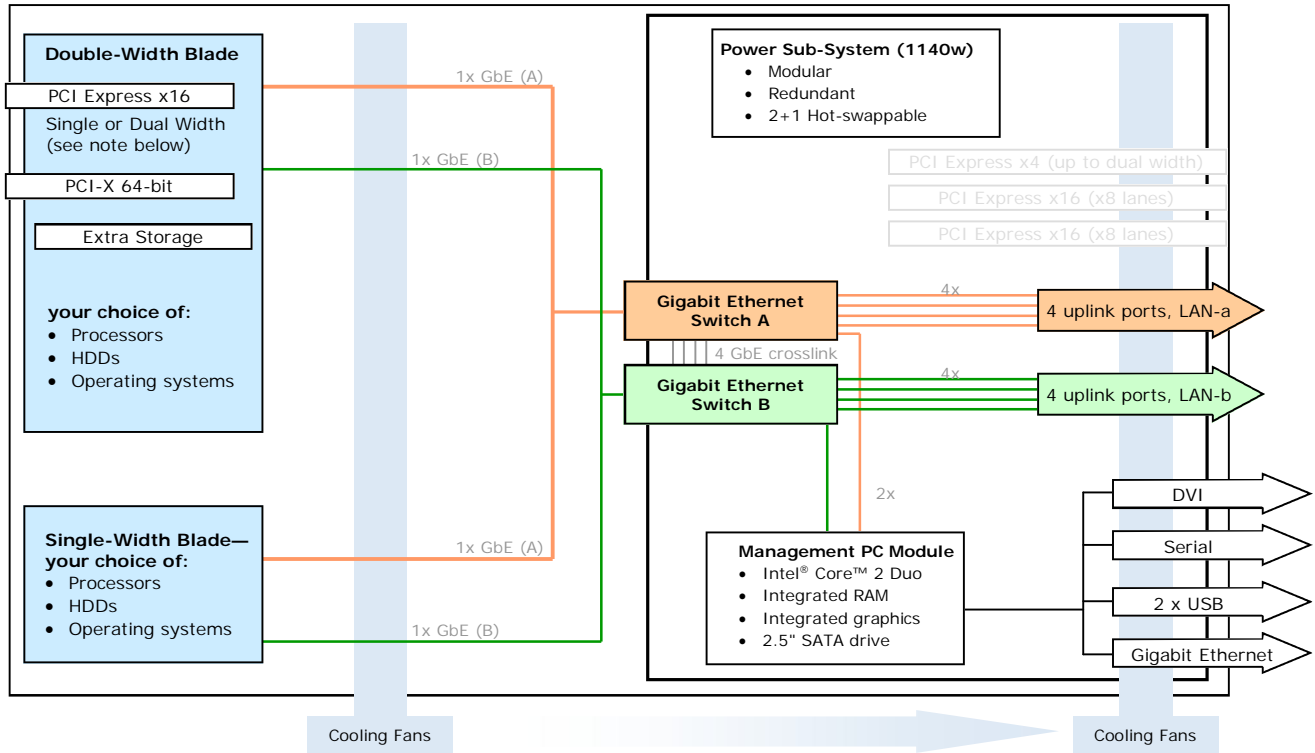 Double-Width Blade
PCI Express x16
Single or Dual Width
(see note below)
PCI-X 64-bit
Extra Storage
your choice of:
• Processors
• HDDs
• Operating systems
Single-Width Blade—
your choice of:
• Processors
• HDDs
• Operating systems
1x GbE (A)
1x GbE (B)
1x GbE (A)
1x GbE (B)
Power Sub-System (1140w)
• Modular
• Redundant
• 2+1 Hot-swappable
PCI Express x4 (up to dual width)
PCI Express x16 (x8 lanes)
PCI Express x16 (x8 lanes)
Gigabit Ethernet
Switch A
4x
4 uplink ports, LAN-a
4 GbE crosslink
Gigabit Ethernet
Switch B
4x
4 uplink ports, LAN-b
2x
Management PC Module
• Intel® Core™ 2 Duo
• Integrated RAM
• Integrated graphics
• 2.5" SATA drive
DVI
Serial
2 x USB
Gigabit Ethernet
Cooling Fans
Cooling Fans